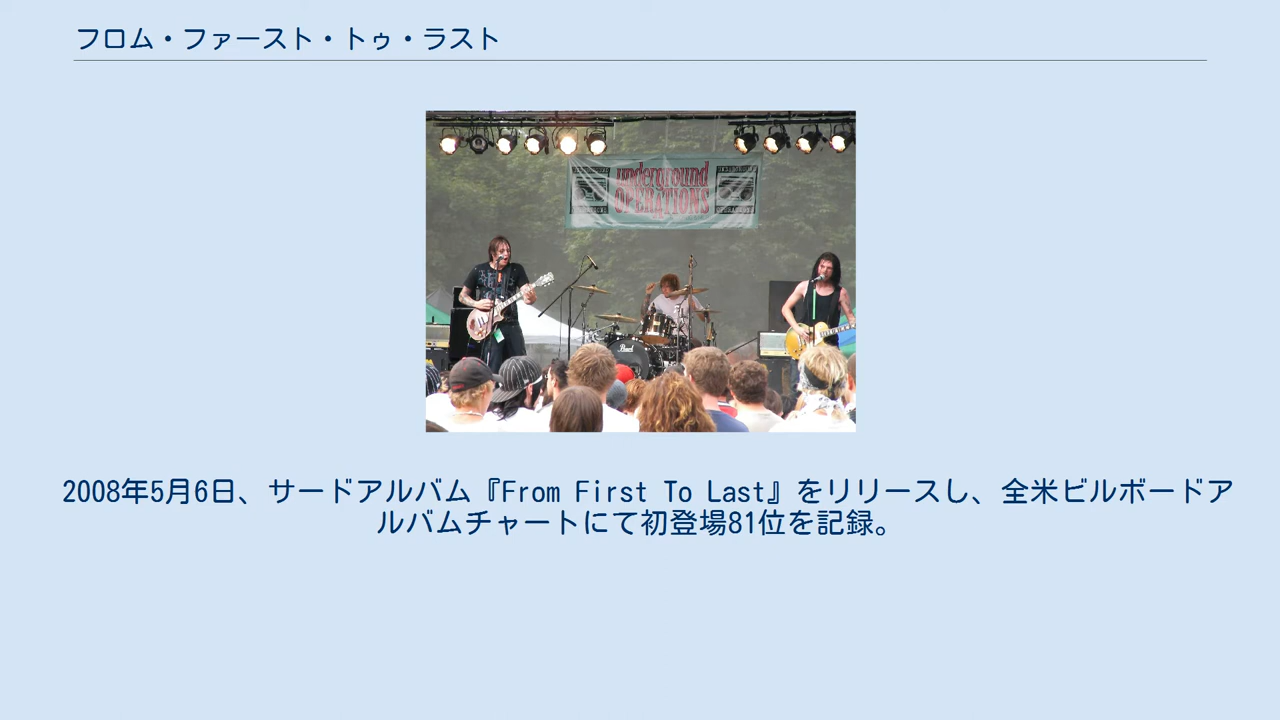 フロム・ファースト・トゥ・ラスト
underground
OPERATIONS
Pearl
2008年5月6日、サードアルバム『From First To Last』をリリースし、全米ビルボードア
ルバムチャートにて初登場81位を記録。